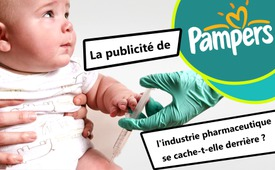 La publicité de
Pampers
l'industrie pharmaceutique
se cache-t-elle derrière ?